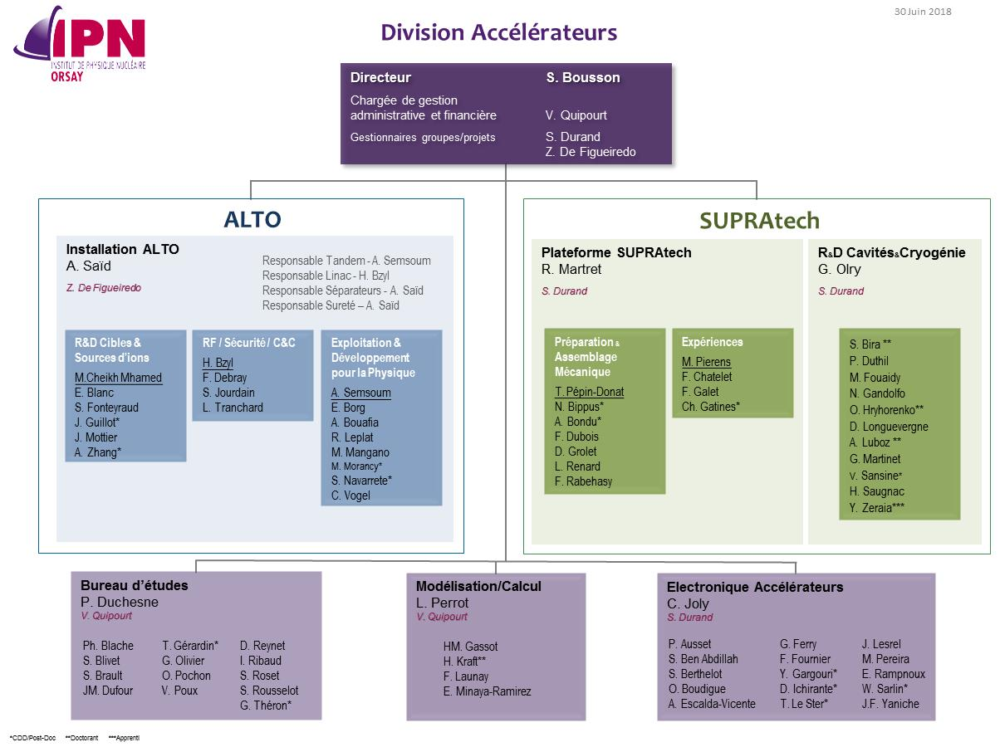 30 Juin 2018
IPN
INSTITUT DE PHYSIQUE NUCLÉAIRE
ORSAY
Division Accélérateurs
Directeur S. Bousson
Chargée de gestion
administrative et financière V. Quipourt
Gestionnaires groupes/projets S. Durand
Z. De Figueiredo
ALTO
Installation ALTO
A. Saïd
Z. De Figueiredo
Responsable Tandem - A. Semsoum
Responsable Linac - H. Bzyl
Responsable Séparateurs - A. Saïd
Responsable Sureté – A. Saïd
R&D Cibles &
Sources d'ions
M.Cheikh Mhamed
E. Blanc
S. Fonteyraud
J. Guillot*
J. Mottier
A. Zhang*
RF / Sécurité / C&C
H. Bzyl
F. Debray
S. Jourdain
L. Tranchard
Exploitation &
Développement
pour la Physique
A. Semsoum
E. Borg
A. Bouafia
R. Leplat
M. Mangano
M. Morancy*
S. Navarrete*
C. Vogel
SUPRAtech
Plateforme SUPRAtech
R. Martret
S. Durand
Préparation &
Assemblage
Mécanique
T. Pépin-Donat
N. Bippus*
A. Bondu*
F. Dubois
D. Grolet
L. Renard
F. Rabehasy
Expériences
M. Pierens
F. Chatelet
F. Galet
Ch. Gatines*
R&D Cavités&Cryogénie
G. Olry
S. Durand
S. Bira **
P. Duthil
M. Fouaidy
N. Gandolfo
O. Hryhorenko**
D. Longuevergne
A. Luboz **
G. Martinet
V. Sansine*
H. Saugnac
Y. Zeraia***
Bureau d'études
P. Duchesne
V. Quipourt
Ph. Blache
S. Blivet
S. Brault
JM. Dufour
T. Gérardin*
G. Olivier
O. Pochon
V. Poux
D. Reynet
I. Ribaud
S. Roset
S. Rousselot
G. Théron*
Modélisation/Calcul
L. Perrot
V. Quipourt
HM. Gassot
H. Kraft**
F. Launay
E. Minaya-Ramirez
Electronique Accélérateurs
C. Joly
S. Durand
P. Ausset
S. Ben Abdillah
S. Berthelot
O. Boudigue
A. Escalda-Vicente
G. Ferry
F. Fournier
Y. Gargouri*
D. Ichirante*
T. Le Ster*
J. Lesrel
M. Pereira
E. Rampnoux
W. Sarlin*
J.F. Yaniche
*CDD/Post-Doc **Doctorant ***Apprenti